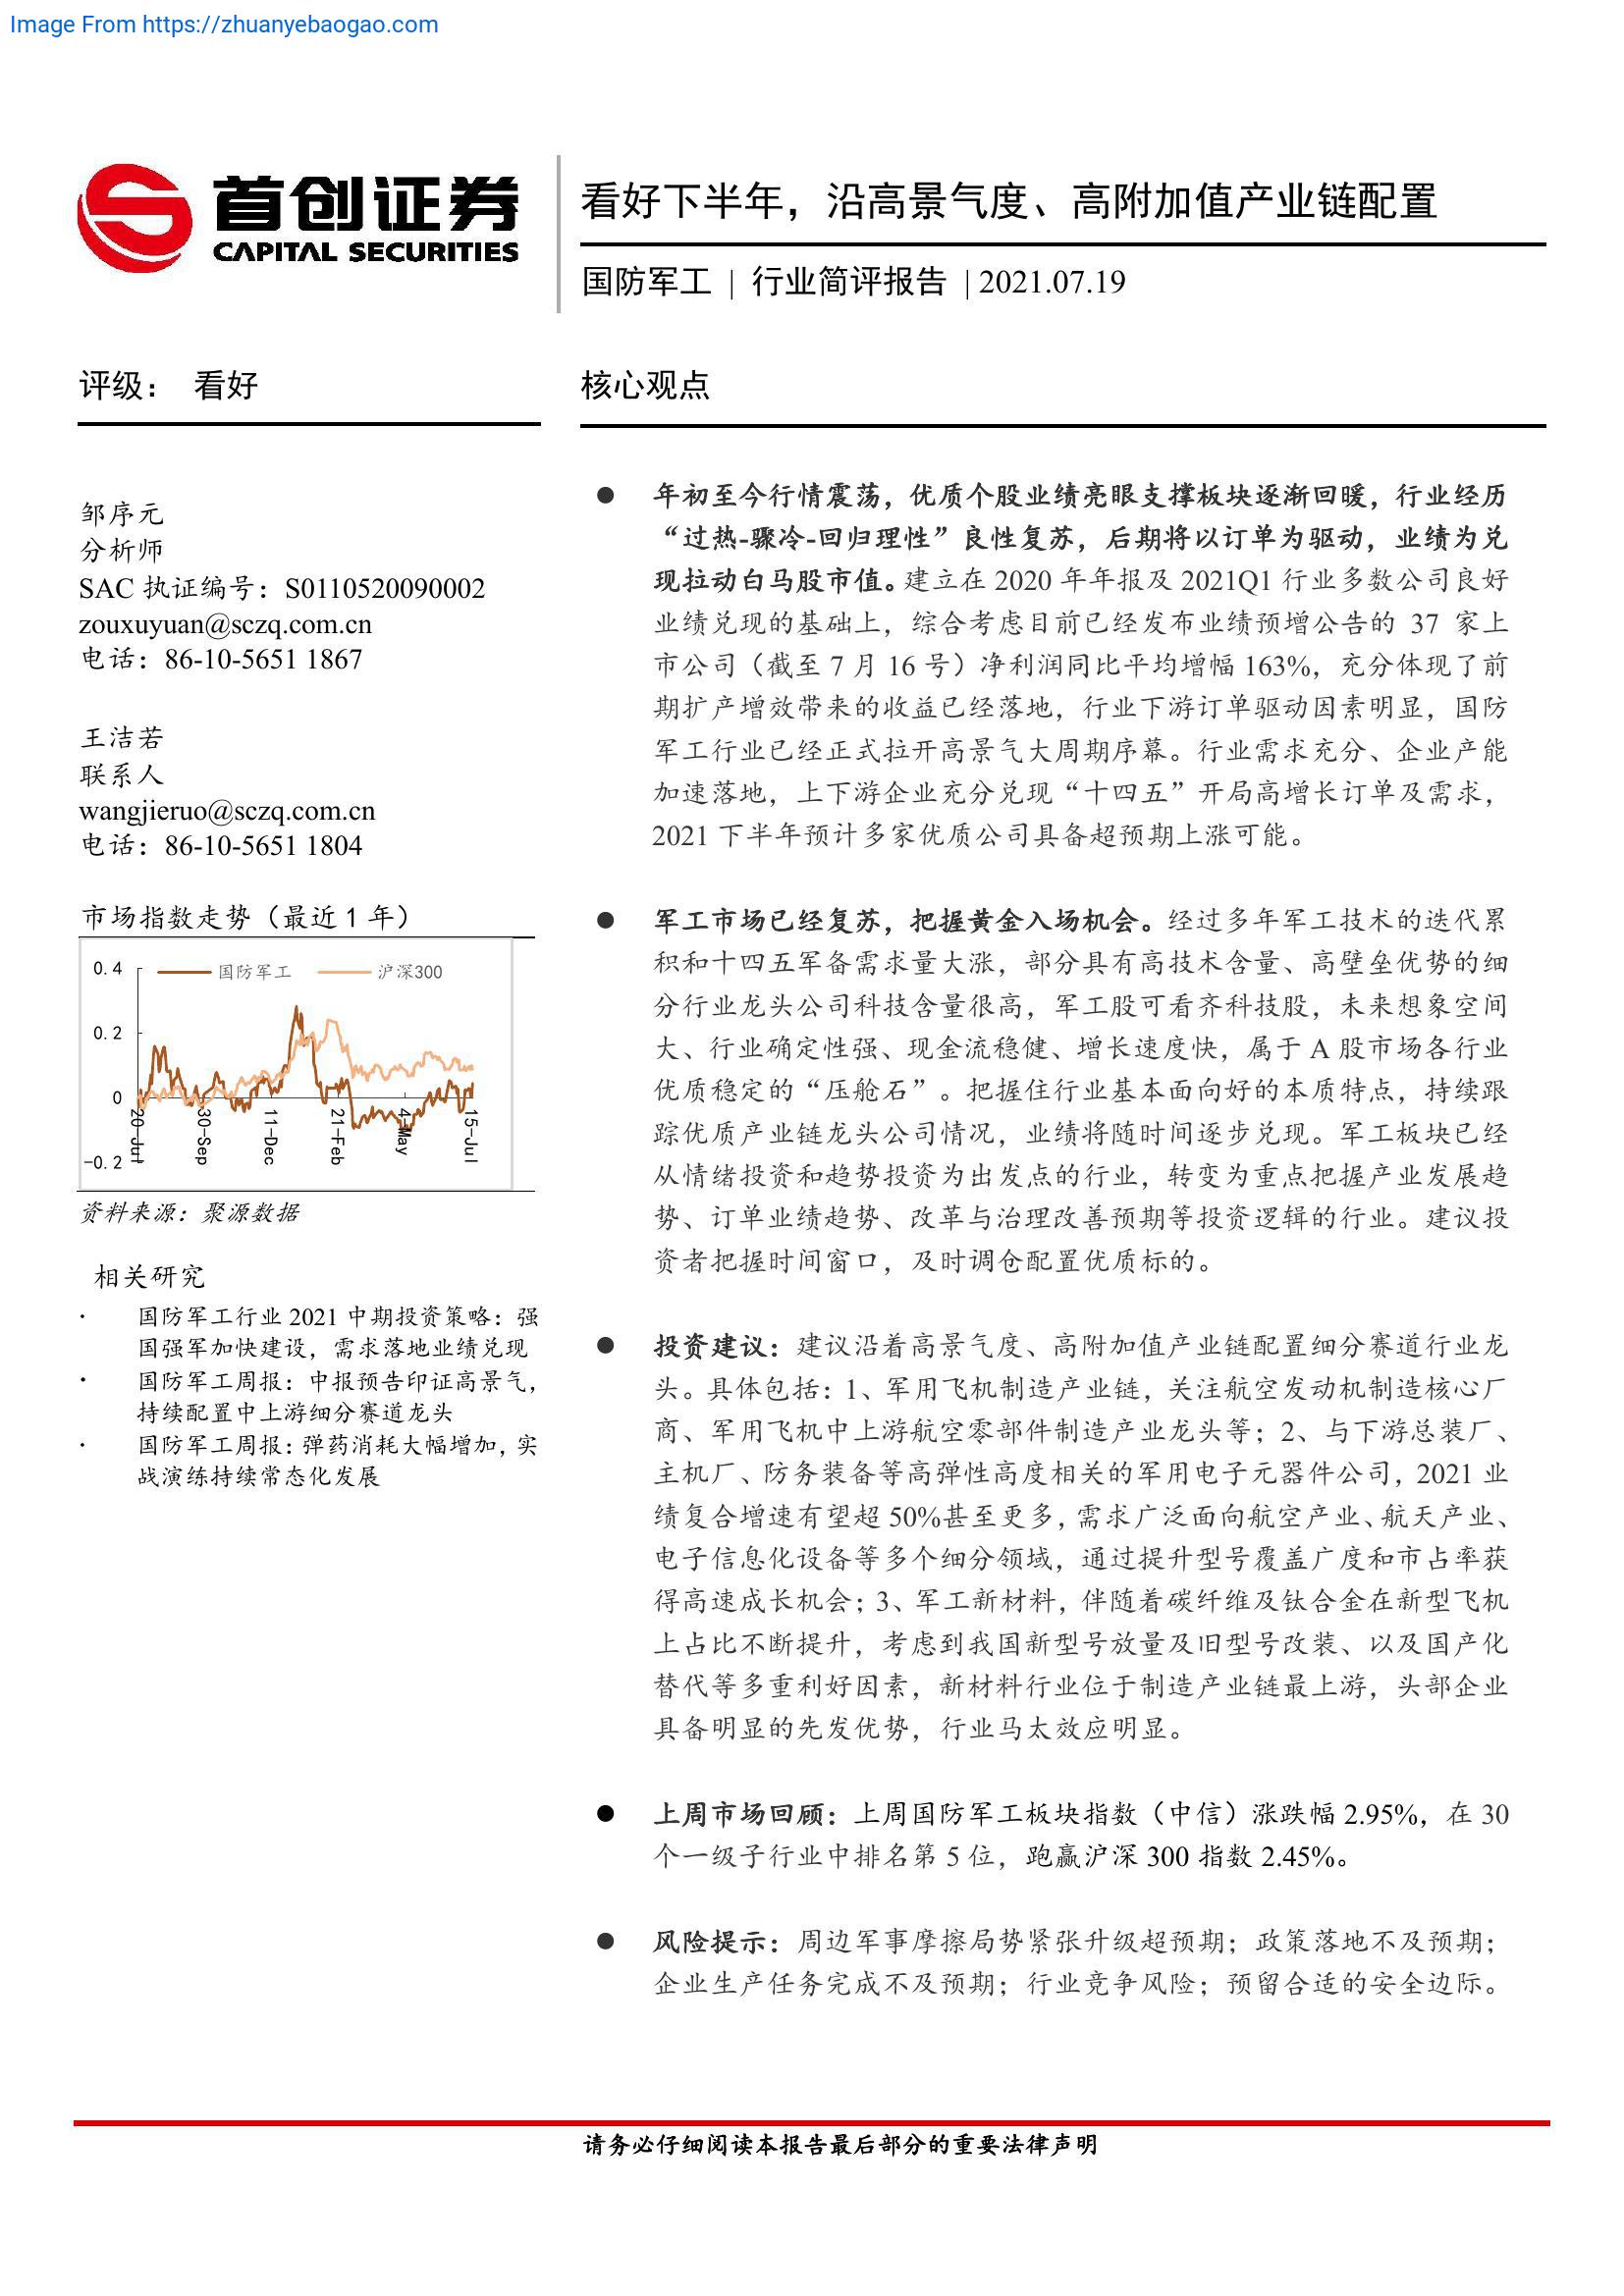 Image From https://zhuanyebaogao.com
首创证券
CAPITAL SECURITIES
看好下半年，沿高景气度、高附加值产业链配置
国防军工 | 行业简评报告 | 2021.07.19
评级： 看好
邹序元
分析师
SAC 执证编号：S0110520090002
zouxuyuan@sczq.com.cn
电话：86-10-5651 1867
王洁若
联系人
wangjieruo@sczq.com.cn
电话：86-10-5651 1804
市场指数走势（最近 1 年）
国防军工 沪深300
0.4
0.2
0
-0.2
20-Jul 30-Sep 11-Dec 21-Feb 4-May 15-Jul
资料来源：聚源数据
相关研究
· 国防军工行业 2021 中期投资策略：强
国强军加快建设，需求落地业绩兑现
· 国防军工周报：中报预告印证高景气，
持续配置中上游细分赛道龙头
· 国防军工周报：弹药消耗大幅增加，实
战演练持续常态化发展
核心观点
● 年初至今行情震荡，优质个股业绩亮眼支撑板块逐渐回暖，行业经历
“过热-骤冷-回归理性”良性复苏，后期将以订单为驱动，业绩为兑
现拉动白马股市值。建立在 2020 年年报及 2021Q1 行业多数公司良好
业绩兑现的基础上，综合考虑目前已经发布业绩预增公告的 37 家上
市公司（截至 7 月 16 号）净利润同比平均增幅 163%，充分体现了前
期扩产增效带来的收益已经落地，行业下游订单驱动因素明显，国防
军工行业已经正式拉开高景气大周期序幕。行业需求充分、企业产能
加速落地，上下游企业充分兑现“十四五”开局高增长订单及需求，
2021 下半年预计多家优质公司具备超预期上涨可能。
● 军工市场已经复苏，把握黄金入场机会。经过多年军工技术的迭代累
积和十四五军备需求量大涨，部分具有高技术含量、高壁垒优势的细
分行业龙头公司科技含量很高，军工股可看齐科技股，未来想象空间
大、行业确定性强、现金流稳健、增长速度快，属于 A 股市场各行业
优质稳定的“压舱石”。把握住行业基本面向好的本质特点，持续跟
踪优质产业链龙头公司情况，业绩将随时间逐步兑现。军工板块已经
从情绪投资和趋势投资为出发点的行业，转变为重点把握产业发展趋
势、订单业绩趋势、改革与治理改善预期等投资逻辑的行业。建议投
资者把握时间窗口，及时调仓配置优质标的。
● 投资建议：建议沿着高景气度、高附加值产业链配置细分赛道行业龙
头。具体包括：1、军用飞机制造产业链，关注航空发动机制造核心厂
商、军用飞机中上游航空零部件制造产业龙头等；2、与下游总装厂、
主机厂、防务装备等高弹性高度相关的军用电子元器件公司，2021 业
绩复合增速有望超 50%甚至更多，需求广泛面向航空产业、航天产业、
电子信息化设备等多个细分领域，通过提升型号覆盖广度和市占率获
得高速成长机会；3、军工新材料，伴随着碳纤维及钛合金在新型飞机
上占比不断提升，考虑到我国新型号放量及旧型号改装、以及国产化
替代等多重利好因素，新材料行业位于制造产业链最上游，头部企业
具备明显的先发优势，行业马太效应明显。
● 上周市场回顾：上周国防军工板块指数（中信）涨跌幅 2.95%，在 30
个一级子行业中排名第 5 位，跑赢沪深 300 指数 2.45%。
● 风险提示：周边军事摩擦局势紧张升级超预期；政策落地不及预期；
企业生产任务完成不及预期；行业竞争风险；预留合适的安全边际。
请务必仔细阅读本报告最后部分的重要法律声明